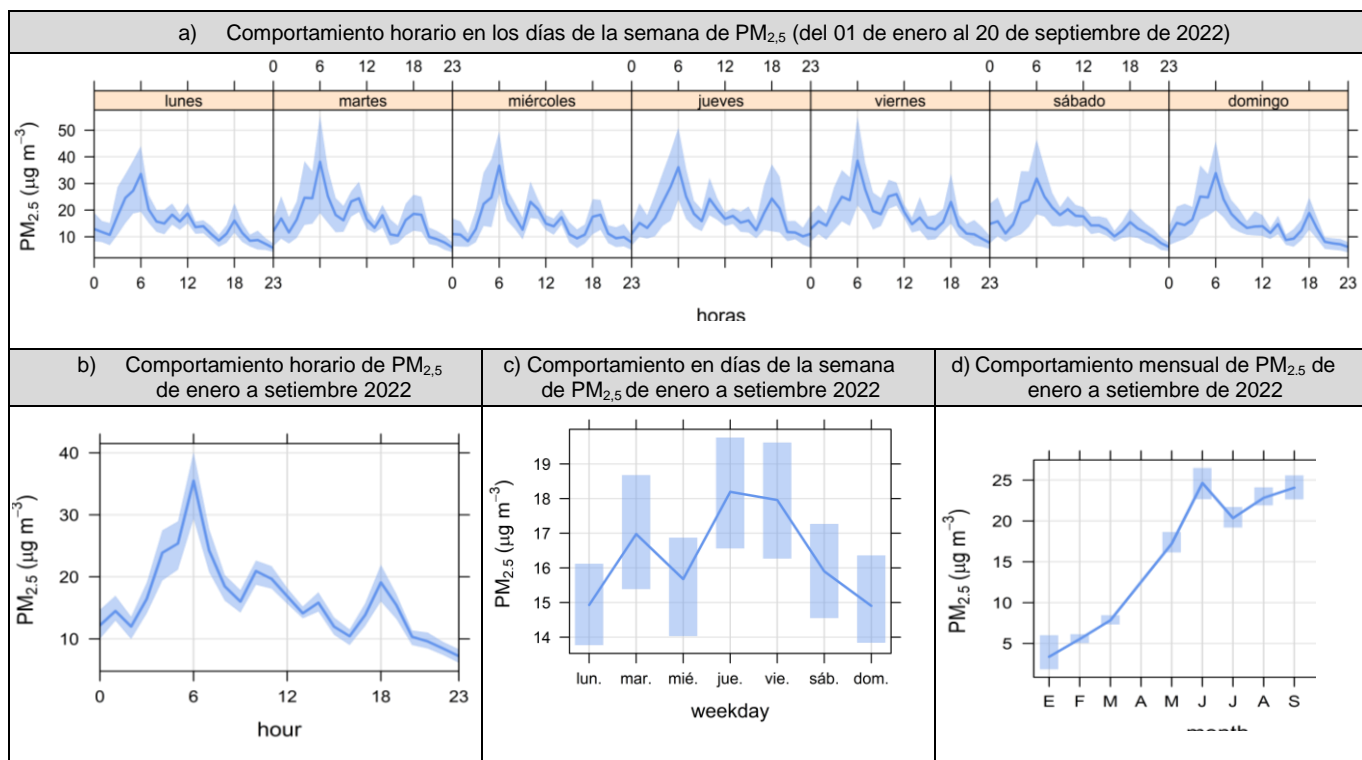 a) Comportamiento horario en los días de la semana de PM2,5 (del 01 de enero al 20 de septiembre de 2022)
0 6 12 18 23 0 6 12 18 23 0 6 12 18 23
lunes martes miércoles jueves viernes sábado domingo
PM2.5 (μg m−3)
50
40
30
20
10
0 6 12 18 23 0 6 12 18 23 0 6 12 18 23 0 6 12 18 23
horas
b) Comportamiento horario de PM2,5
de enero a setiembre 2022
PM2.5 (μg m−3)
40
30
20
10
0 6 12 18 23
hour
c) Comportamiento en días de la semana
de PM2,5 de enero a setiembre 2022
PM2.5 (μg m−3)
19
18
17
16
15
14
lun. mar. mié. jue. vie. sáb. dom.
weekday
d) Comportamiento mensual de PM2.5 de
enero a setiembre de 2022
PM2.5 (μg m−3)
25
20
15
10
5
E F M A M J J A S